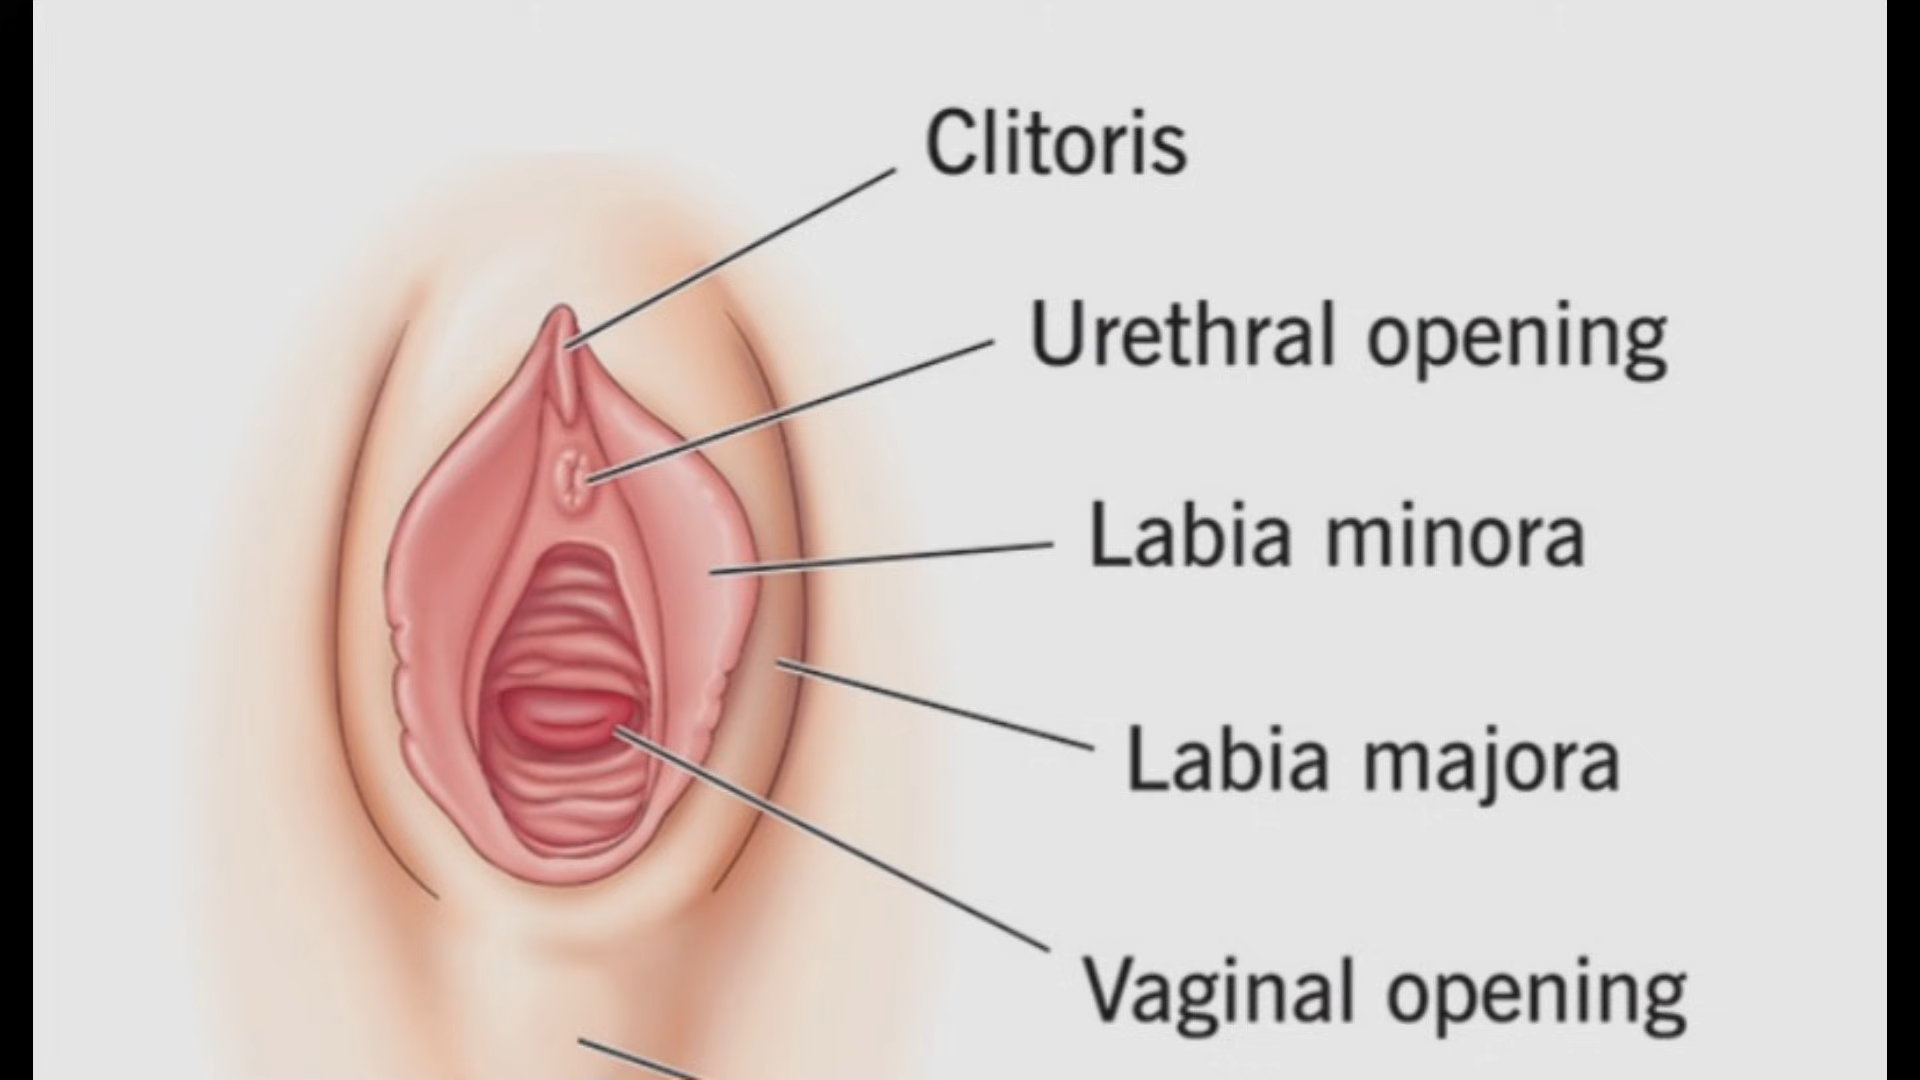 Clitoris
Urethral opening
Labia minora
Labia majora
Vaginal opening